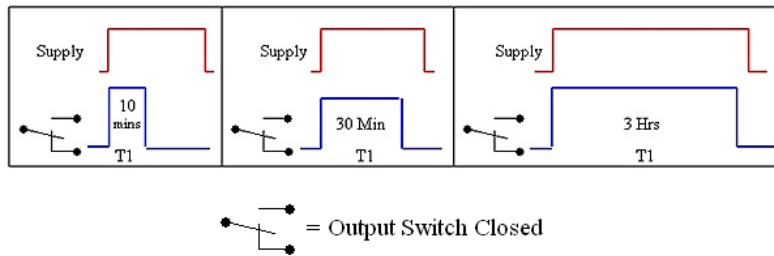 Supply
10
mins
T1
Supply
30 Min
T1
Supply
3 Hrs
T1
= Output Switch Closed